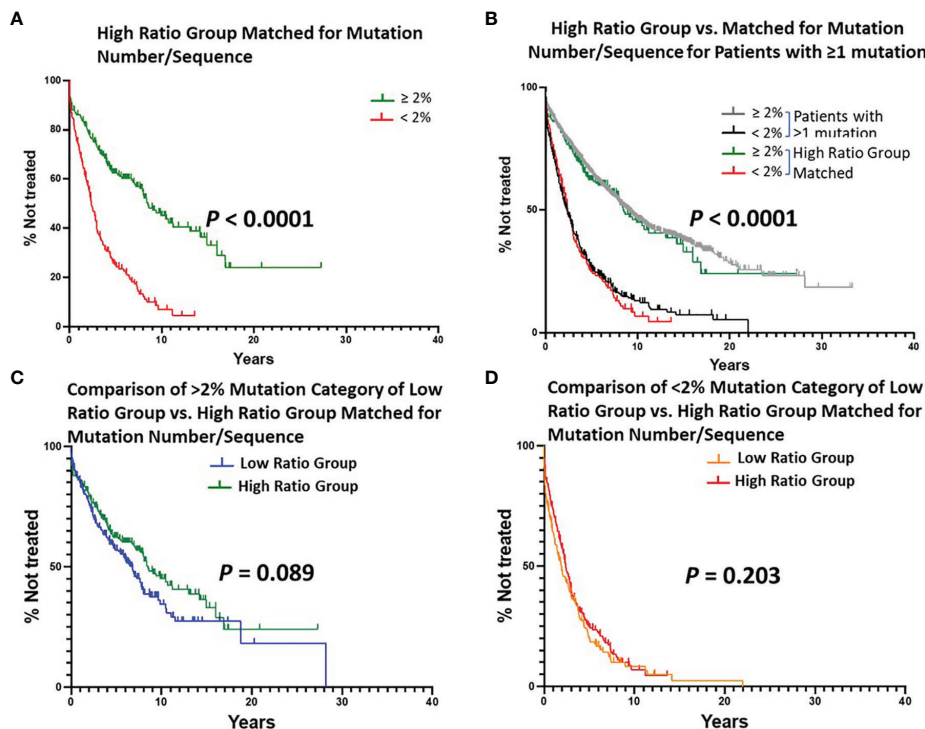 A
High Ratio Group Matched for Mutation
Number/Sequence
≥ 2%
< 2%
P < 0.0001
% Not treated
100
80
60
40
20
0
0 10 20 30 40
Years
B
High Ratio Group vs. Matched for Mutation
Number/Sequence for Patients with ≥1 mutation
≥ 2% Patients with
< 2% >1 mutation
≥ 2% High Ratio Group
< 2% Matched
P < 0.0001
% Not treated
100
50
0
0 10 20 30 40
Years
C
Comparison of >2% Mutation Category of Low
Ratio Group vs. High Ratio Group Matched for
Mutation Number/Sequence
Low Ratio Group
High Ratio Group
P = 0.089
% Not treated
100
50
0
0 10 20 30 40
Years
D
Comparison of <2% Mutation Category of Low
Ratio Group vs. High Ratio Group Matched for
Mutation Number/Sequence
Low Ratio Group
High Ratio Group
P = 0.203
% Not treated
100
50
0
0 10 20 30 40
Years